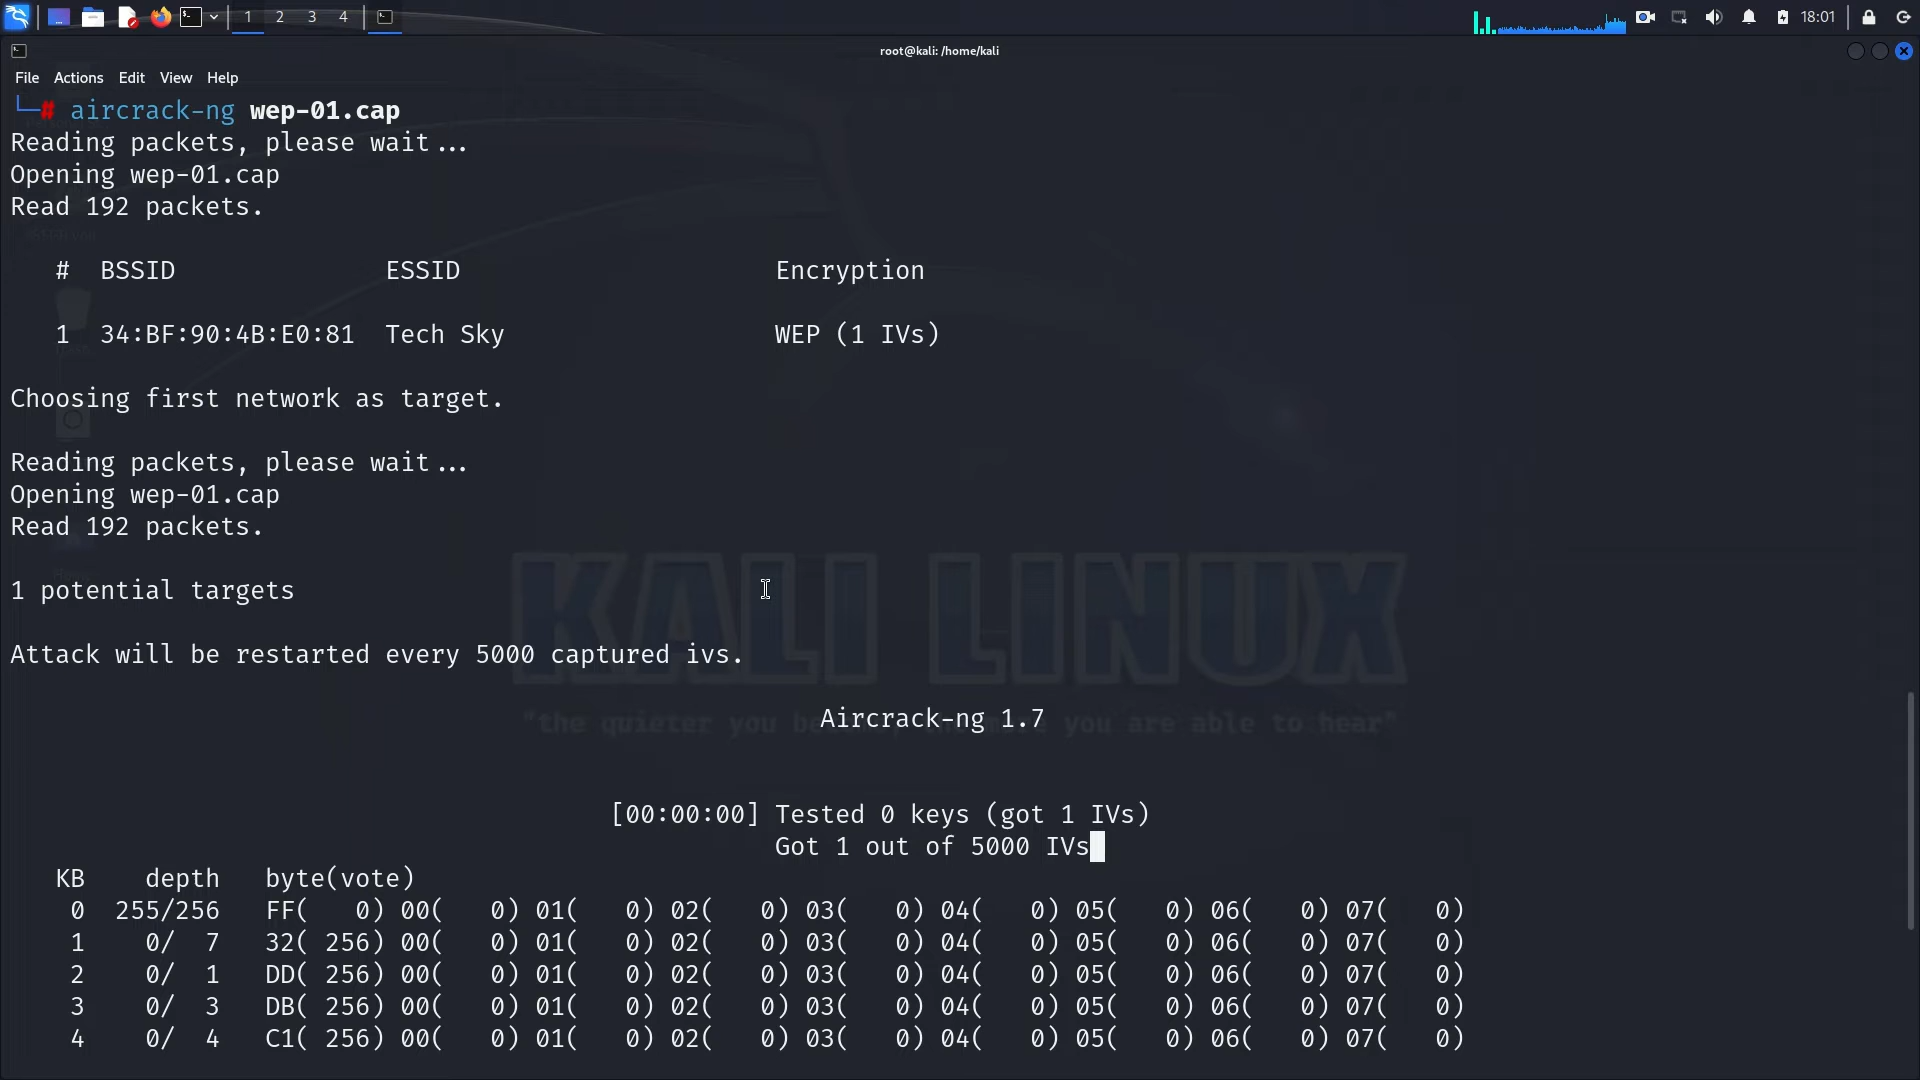 1 2 3 4
18:01
root@kali: /home/kali
File Actions Edit View Help
└─# aircrack-ng wep-01.cap
Reading packets, please wait...
Opening wep-01.cap
Read 192 packets.
# BSSID ESSID Encryption
1 34:BF:90:4B:E0:81 Tech Sky WEP (1 IVs)
Choosing first network as target.
Reading packets, please wait...
Opening wep-01.cap
Read 192 packets.
1 potential targets
KALI LINUX
Attack will be restarted every 5000 captured ivs.
Aircrack-ng 1.7
"the quieter you become, the more you are able to hear"
[00:00:00] Tested 0 keys (got 1 IVs)
Got 1 out of 5000 IVs
KB depth byte(vote)
0 255/256 FF( 0) 00( 0) 01( 0) 02( 0) 03( 0) 04( 0) 05( 0) 06( 0) 07( 0)
1 0/ 7 32( 256) 00( 0) 01( 0) 02( 0) 03( 0) 04( 0) 05( 0) 06( 0) 07( 0)
2 0/ 1 DD( 256) 00( 0) 01( 0) 02( 0) 03( 0) 04( 0) 05( 0) 06( 0) 07( 0)
3 0/ 3 DB( 256) 00( 0) 01( 0) 02( 0) 03( 0) 04( 0) 05( 0) 06( 0) 07( 0)
4 0/ 4 C1( 256) 00( 0) 01( 0) 02( 0) 03( 0) 04( 0) 05( 0) 06( 0) 07( 0)